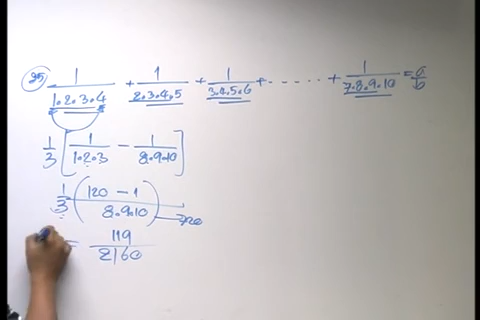 25) 1/1.2.3.4 + 1/2.3.4.5 + 1/3.4.5.6 + ...... + 1/7.8.9.10 = a/b
1/3 [ 1/1.2.3 - 1/8.9.10 ]
1/3 ( 120 - 1 / 8.9.10 ) 720
= 119/2160